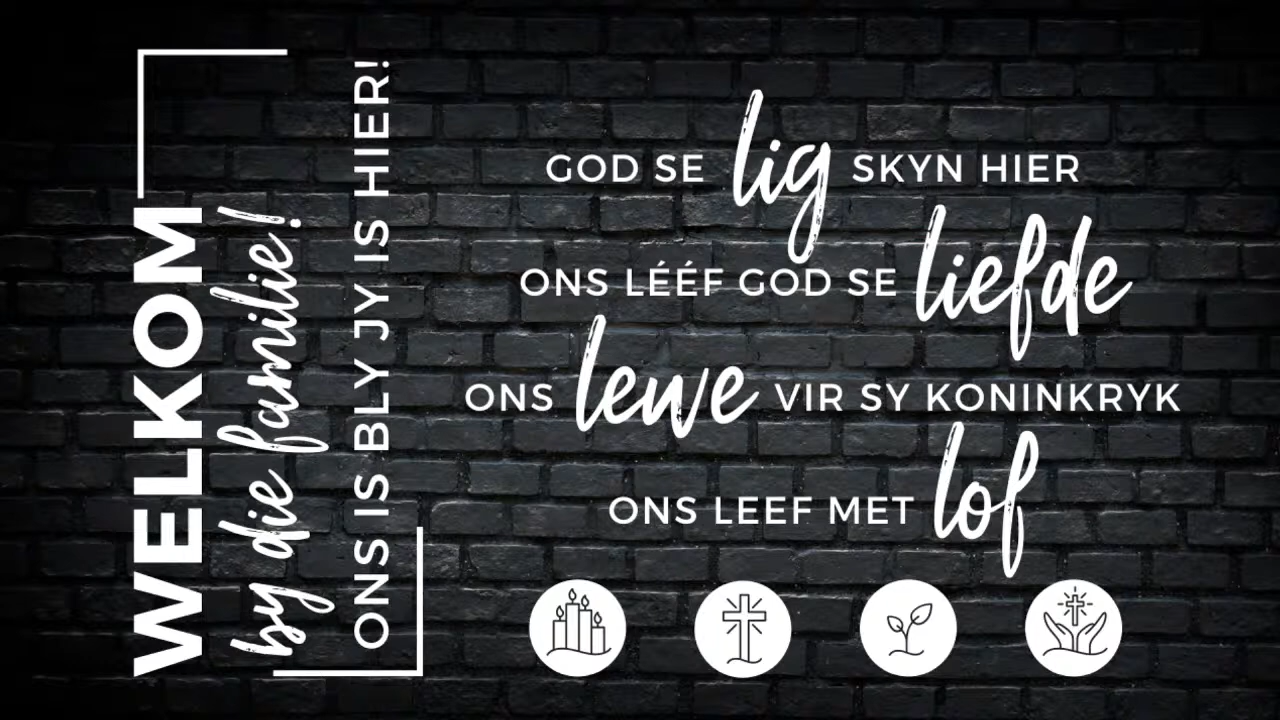 WELKOM
by die familie!
ONS IS BLY JY IS HIER!
GOD SE lig SKYN HIER
ONS LÉÉF GOD SE liefde
ONS lewe VIR SY KONINKRYK
ONS LEEF MET lof